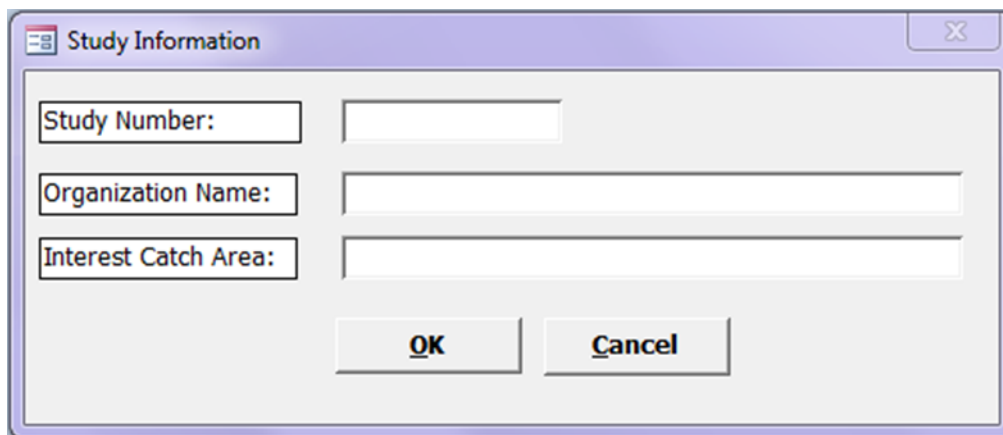 Study Information
Study Number:
Organization Name:
Interest Catch Area:
OK Cancel